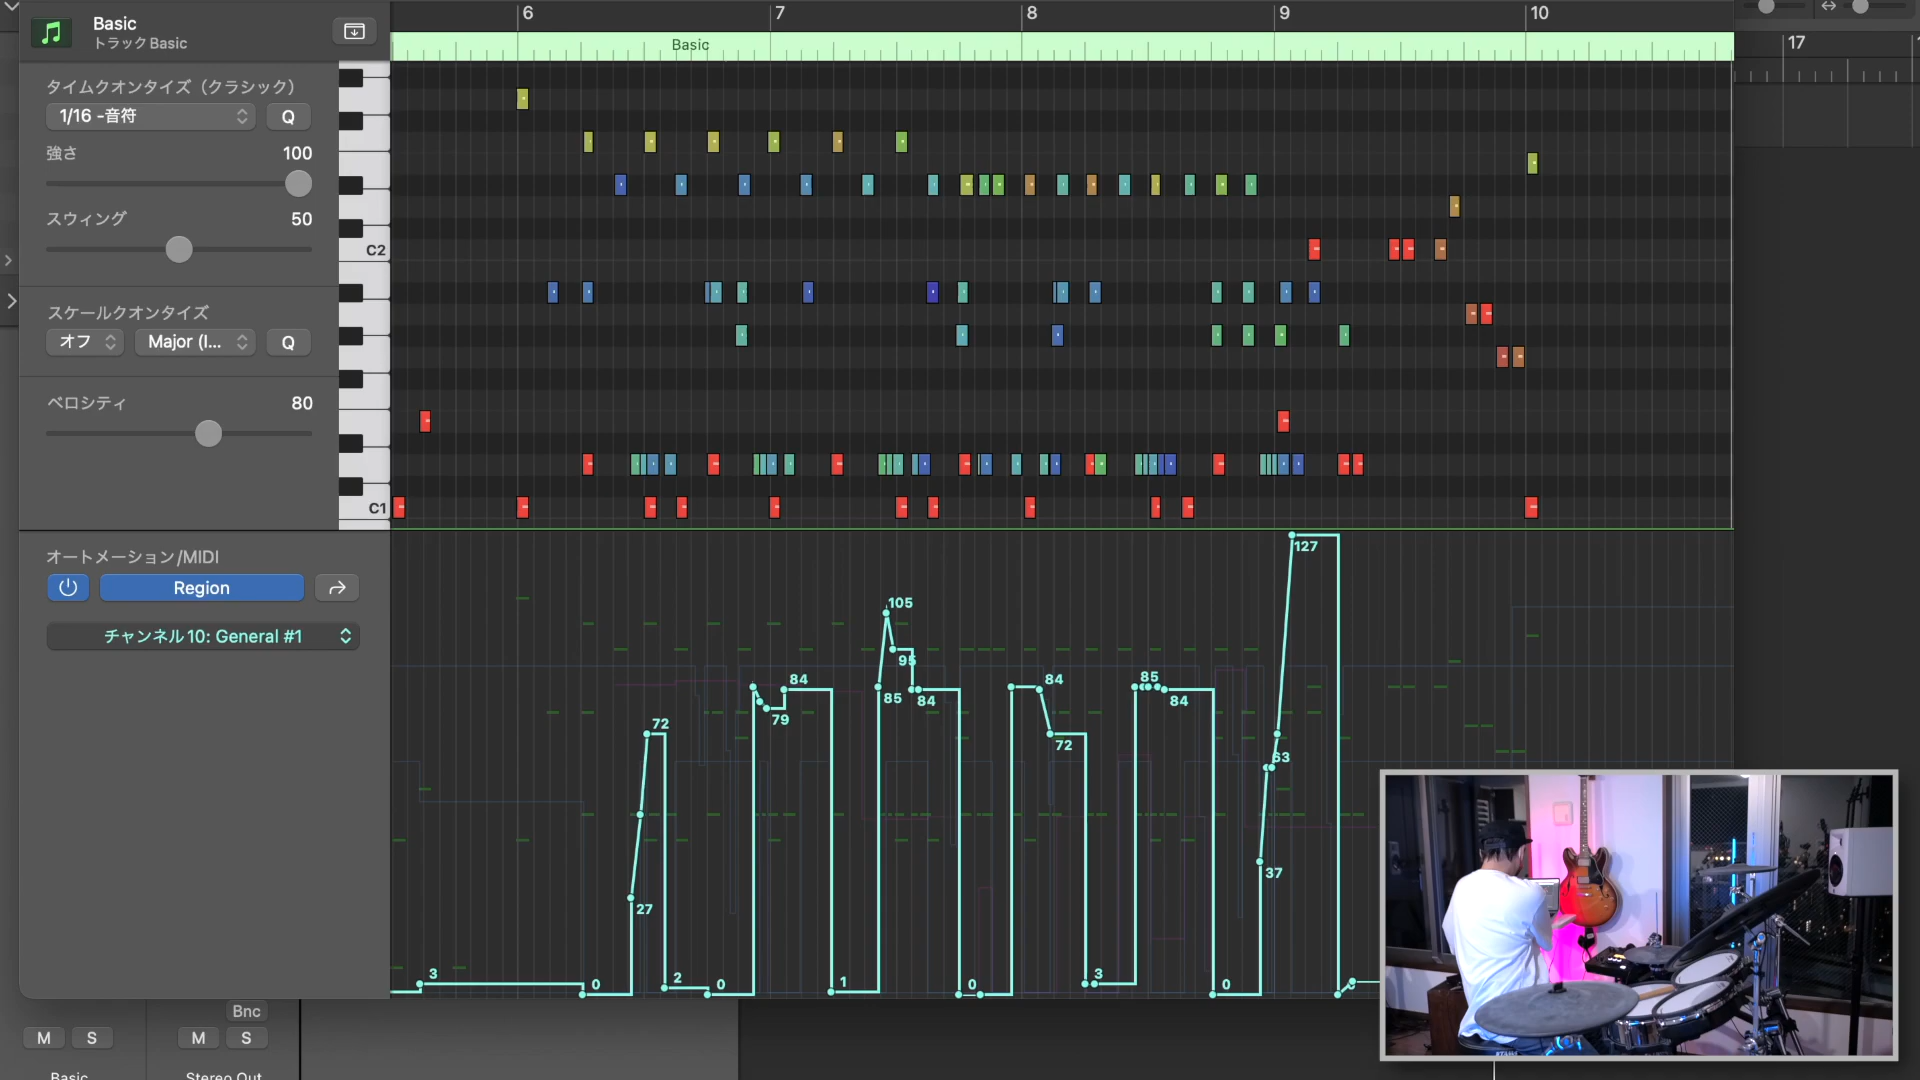 Basic
トラック Basic
タイムクオンタイズ（クラシック）
1/16 -音符
Q
強さ
100
スウィング
50
スケールクオンタイズ
オフ
Major (I...
Q
ベロシティ
80
6
7
8
9
10
17
Basic
C2
C1
オートメーション/MIDI
Region
チャンネル 10: General #1
127
105
95
84
85
84
84
85
72
79
84
72
63
37
27
3
0
2
0
1
0
3
0
Bnc
M
S
M
S
Basic
Stereo Out